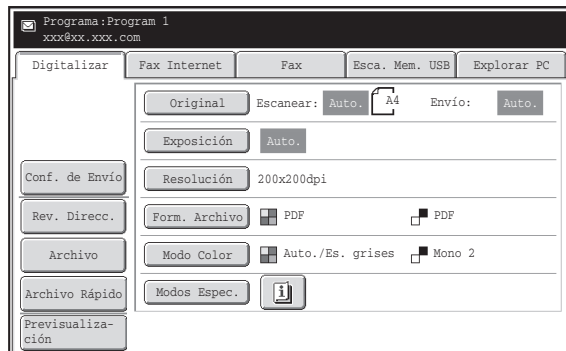 Programa:Program 1
xxx@xx.xxx.com
Digitalizar Fax Internet Fax Esca. Mem. USB Explorar PC
Original Escanear: Auto. A4 Envío: Auto.
Exposición Auto.
Conf. de Envío Resolución 200x200dpi
Rev. Direcc. Form. Archivo PDF PDF
Archivo Modo Color Auto./Es. grises Mono 2
Archivo Rápido Modos Espec.
Previsualiza-
ción